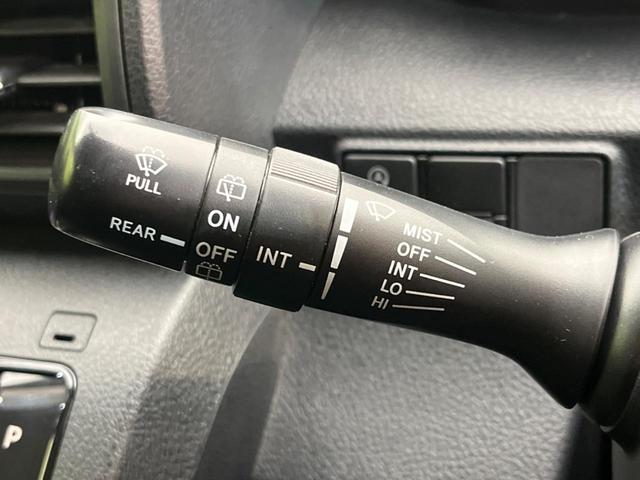 PULL
REAR
ON
OFF
INT
MIST
OFF
INT
LO
HI
P